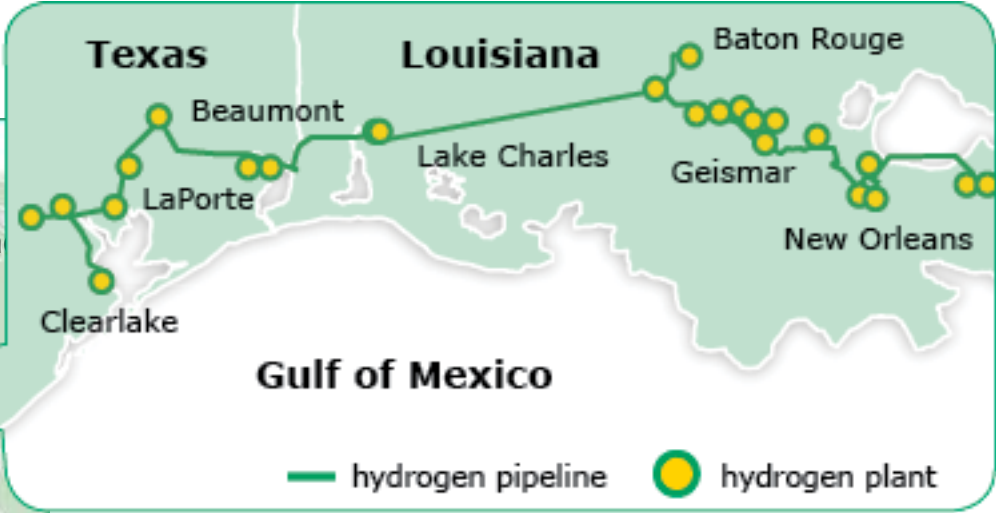 Texas
Louisiana
Baton Rouge
Beaumont
Lake Charles
Geismar
LaPorte
New Orleans
Clearlake
Gulf of Mexico
hydrogen pipeline
hydrogen plant